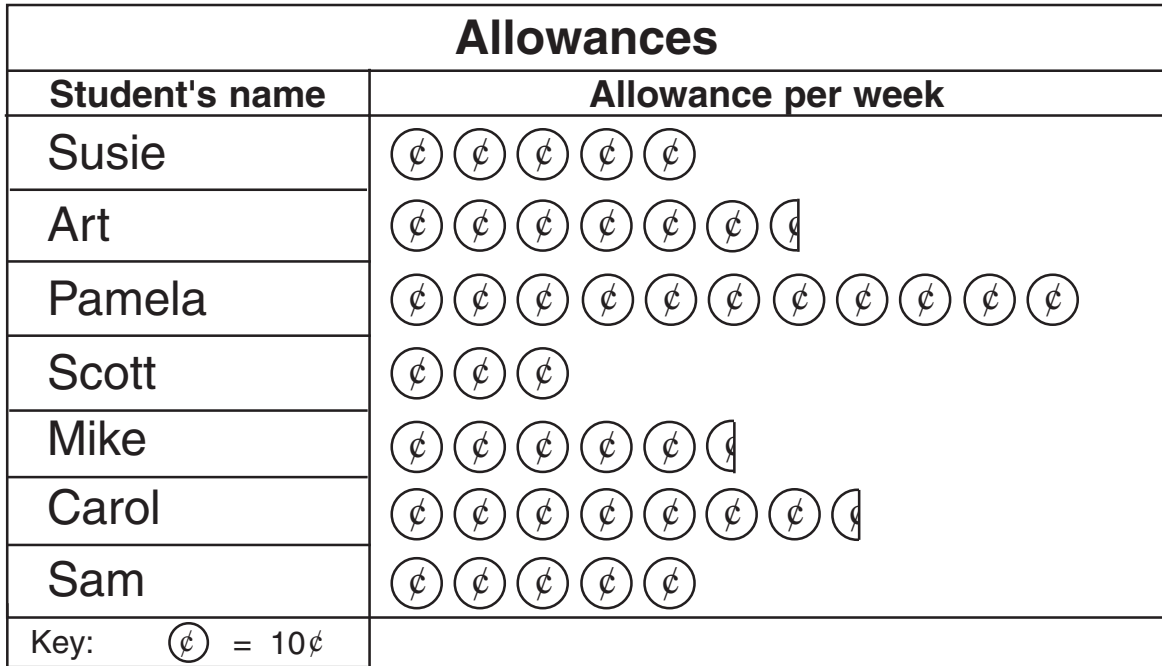 Allowances
Student's name Allowance per week
Susie ¢ ¢ ¢ ¢ ¢
Art ¢ ¢ ¢ ¢ ¢ ¢ ¢
Pamela ¢ ¢ ¢ ¢ ¢ ¢ ¢ ¢ ¢ ¢ ¢
Scott ¢ ¢ ¢
Mike ¢ ¢ ¢ ¢ ¢ ¢
Carol ¢ ¢ ¢ ¢ ¢ ¢ ¢ ¢
Sam ¢ ¢ ¢ ¢ ¢
Key: ¢ = 10¢